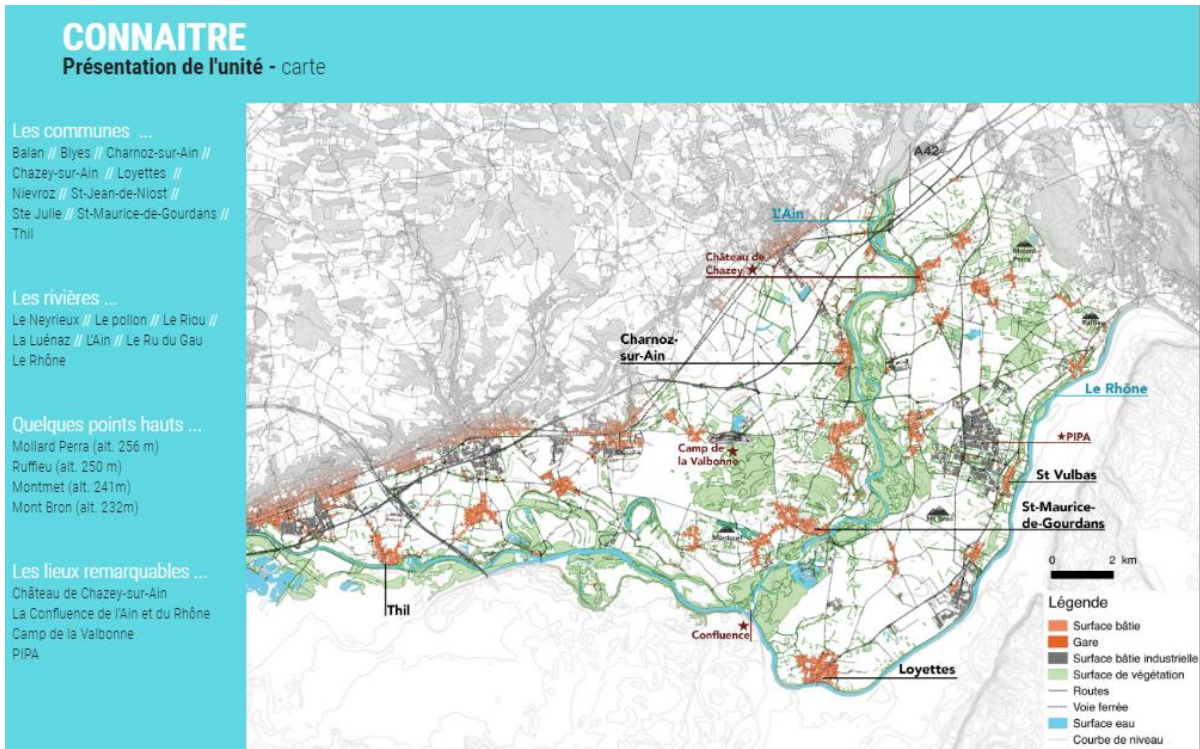 CONNAITRE
Présentation de l'unité - carte
Les communes ...
Balan // Blyes // Charnoz-sur-Ain //
Chazey-sur-Ain // Loyettes //
Nievroz // St-Jean-de-Niost //
Ste Julie // St-Maurice-de-Gourdans //
Thil
Les rivières ...
Le Neyrieux // Le pollon // Le Riou //
La Luénaz // L'Ain // Le Ru du Gau
Le Rhône
Quelques points hauts ...
Mollard Perra (alt. 256 m)
Ruffieu (alt. 250 m)
Montmet (alt. 241m)
Mont Bron (alt. 232m)
Les lieux remarquables ...
Château de Chazey-sur-Ain
La Confluence de l'Ain et du Rhône
Camp de la Valbonne
PIPA
A42
L'Ain
Château de
Chazey
Perra
Ruffieu
Charnoz-
sur-Ain
Le Rhône
PIPA
Camp de
la Valbonne
St Vulbas
St-Maurice-
de-Gourdans
Mt Bron
Thil
Confluence
Loyettes
0 2 km
Légende
Surface bâtie
Gare
Surface bâtie industrielle
Surface de végétation
Routes
Voie ferrée
Surface eau
Courbe de niveau